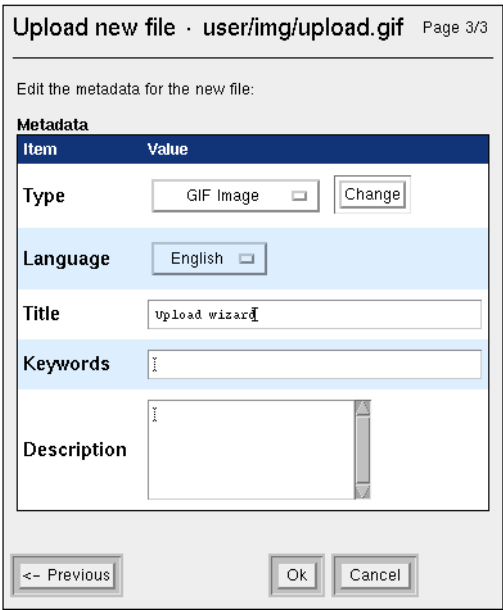 Upload new file · user/img/upload.gif Page 3/3
Edit the metadata for the new file:
Metadata
Item Value
Type GIF Image Change
Language English
Title Upload wizard
Keywords
Description
<- Previous Ok Cancel